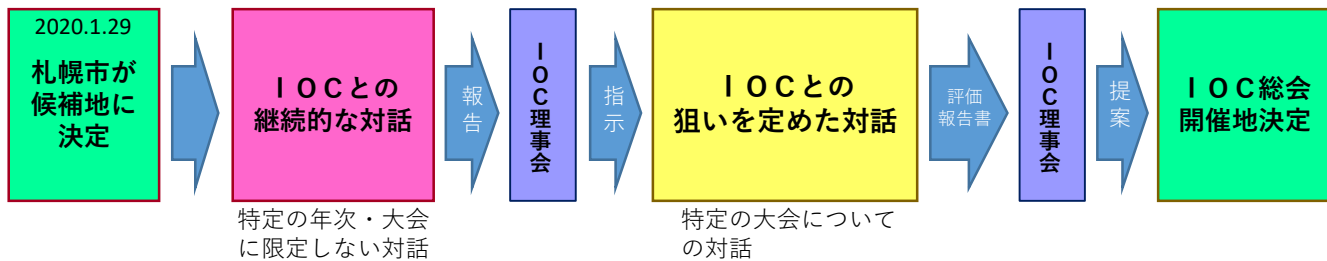 2020.1.29
札幌市が
候補地に
決定
ＩＯＣとの
継続的な対話
特定の年次・大会
に限定しない対話
報告
ＩＯＣ理事会
指示
ＩＯＣとの
狙いを定めた対話
特定の大会について
の対話
評価
報告書
ＩＯＣ理事会
提案
ＩＯＣ総会
開催地決定